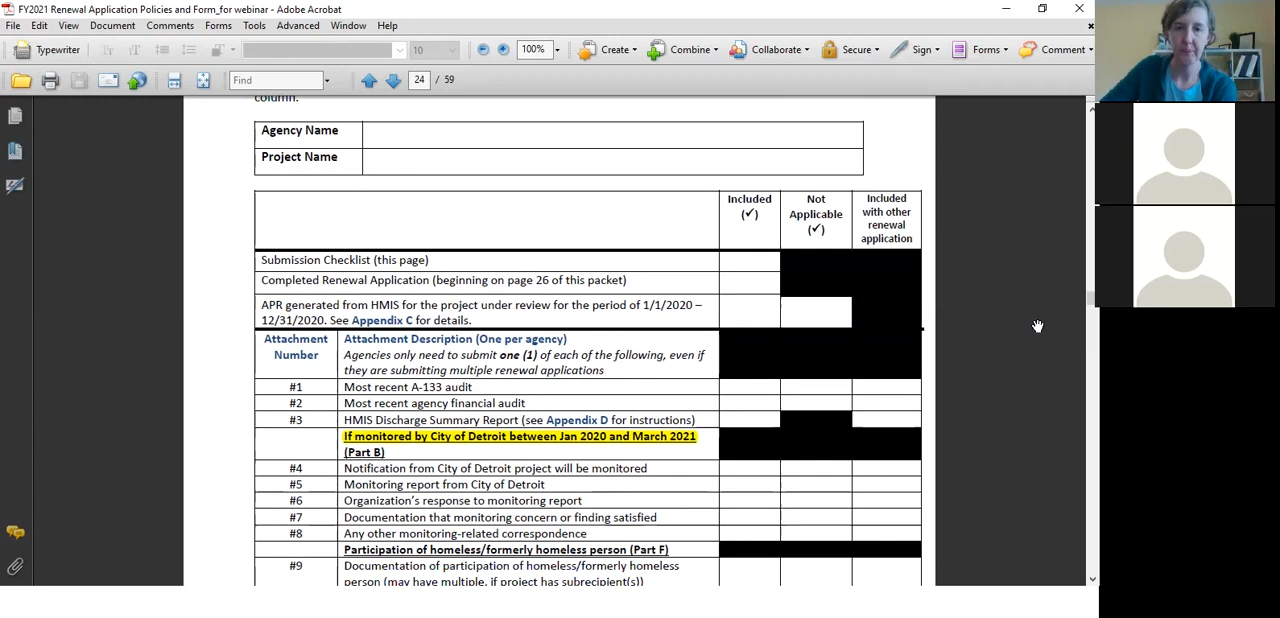 FY2021 Renewal Application Policies and Form_for webinar - Adobe Acrobat
File Edit View Document Comments Forms Tools Advanced Window Help
Typewriter Tr Tr 10 100% Create Combine Collaborate Secure Sign Forms Comment
Find 24 / 59
column.
Agency Name
Project Name
Included (✓)
Not Applicable (✓)
Included with other renewal application
Submission Checklist (this page)
Completed Renewal Application (beginning on page 26 of this packet)
APR generated from HMIS for the project under review for the period of 1/1/2020 –
12/31/2020. See Appendix C for details.
Attachment Number
Attachment Description (One per agency)
Agencies only need to submit one (1) of each of the following, even if
they are submitting multiple renewal applications
#1 Most recent A-133 audit
#2 Most recent agency financial audit
#3 HMIS Discharge Summary Report (see Appendix D for instructions)
If monitored by City of Detroit between Jan 2020 and March 2021
(Part B)
#4 Notification from City of Detroit project will be monitored
#5 Monitoring report from City of Detroit
#6 Organization's response to monitoring report
#7 Documentation that monitoring concern or finding satisfied
#8 Any other monitoring-related correspondence
Participation of homeless/formerly homeless person (Part F)
#9 Documentation of participation of homeless/formerly homeless
person (may have multiple, if project has subrecipient(s))